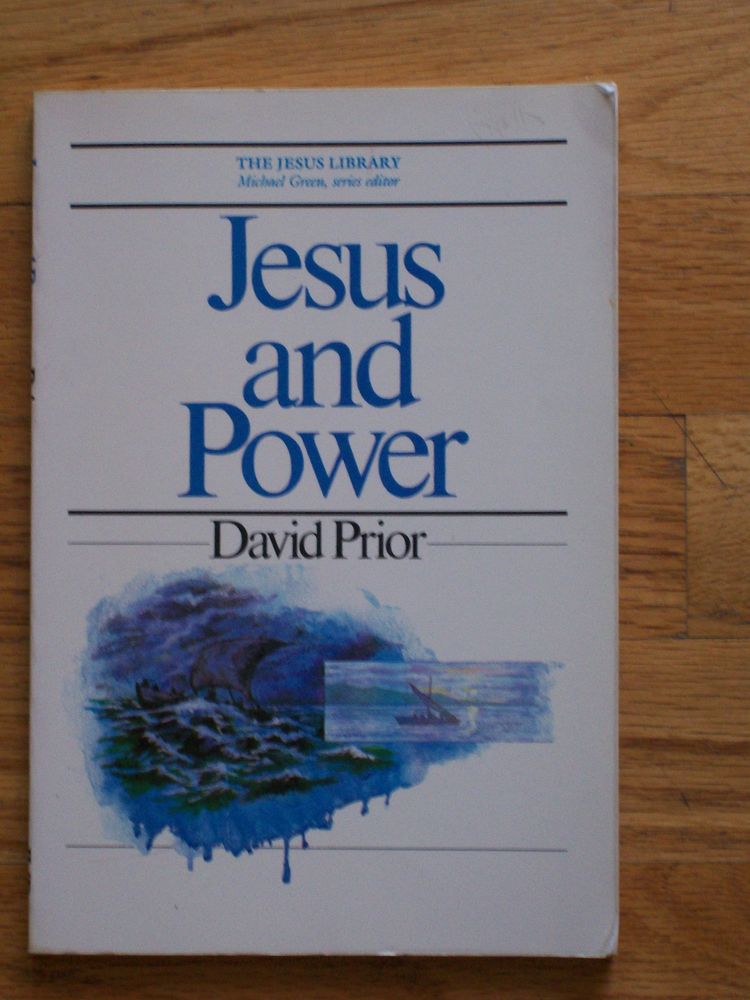 THE JESUS LIBRARY
Michael Green, series editor
Jesus
and
Power
David Prior